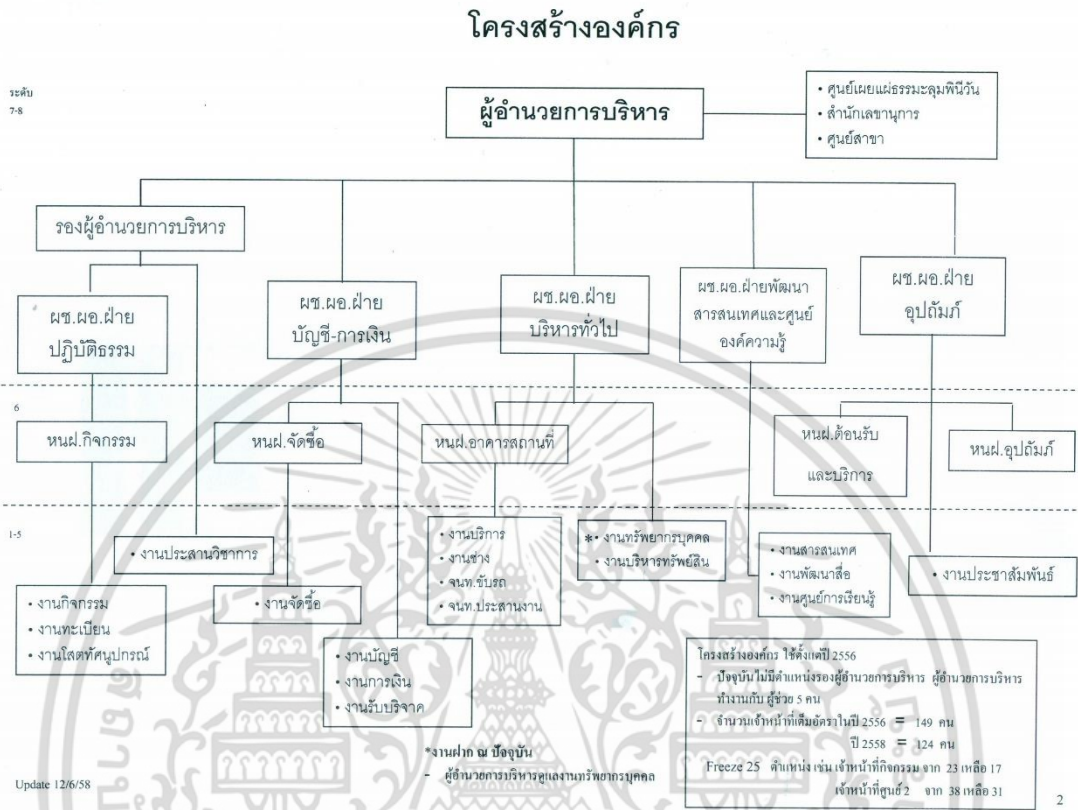 โครงสร้างองค์กร
ระดับ
7-8
ผู้อำนวยการบริหาร
• ศูนย์เผยแผ่ธรรมะลุมพินีวัน
• สำนักเลขานุการ
• ศูนย์สาขา
รองผู้อำนวยการบริหาร
ผช.ผอ.ฝ่าย
ปฏิบัติธรรม
ผช.ผอ.ฝ่าย
บัญชี-การเงิน
ผช.ผอ.ฝ่าย
บริหารทั่วไป
ผช.ผอ.ฝ่ายพัฒนา
สารสนเทศและศูนย์
องค์ความรู้
ผช.ผอ.ฝ่าย
อุปถัมภ์
6
หนฝ.กิจกรรม
หนฝ.จัดซื้อ
หนฝ.อาคารสถานที่
หนฝ.ต้อนรับ
และบริการ
หนฝ.อุปถัมภ์
1-5
• งานประสานวิชาการ
• งานกิจกรรม
• งานทะเบียน
• งานโสตทัศนูปกรณ์
• งานจัดซื้อ
• งานบัญชี
• งานการเงิน
• งานรับบริจาค
• งานบริการ
• งานช่าง
• จนท.ขับรถ
• จนท.ประสานงาน
*• งานทรัพยากรบุคคล
• งานบริหารทรัพย์สิน
• งานสารสนเทศ
• งานพัฒนาสื่อ
• งานศูนย์การเรียนรู้
• งานประชาสัมพันธ์
*งานฝาก ณ ปัจจุบัน
- ผู้อำนวยการบริหารดูแลงานทรัพยากรบุคคล
โครงสร้างองค์กร ใช้ตั้งแต่ปี 2556
- ปัจจุบันไม่มีตำแหน่งรองผู้อำนวยการบริหาร ผู้อำนวยการบริหาร
ทำงานกับ ผู้ช่วย 5 คน
- จำนวนเจ้าหน้าที่เต็มอัตราในปี 2556 = 149 คน
ปี 2558 = 124 คน
Freeze 25 ตำแหน่ง เช่น เจ้าหน้าที่กิจกรรม จาก 23 เหลือ 17
เจ้าหน้าที่ศูนย์ 2 จาก 38 เหลือ 31
Update 12/6/58
2